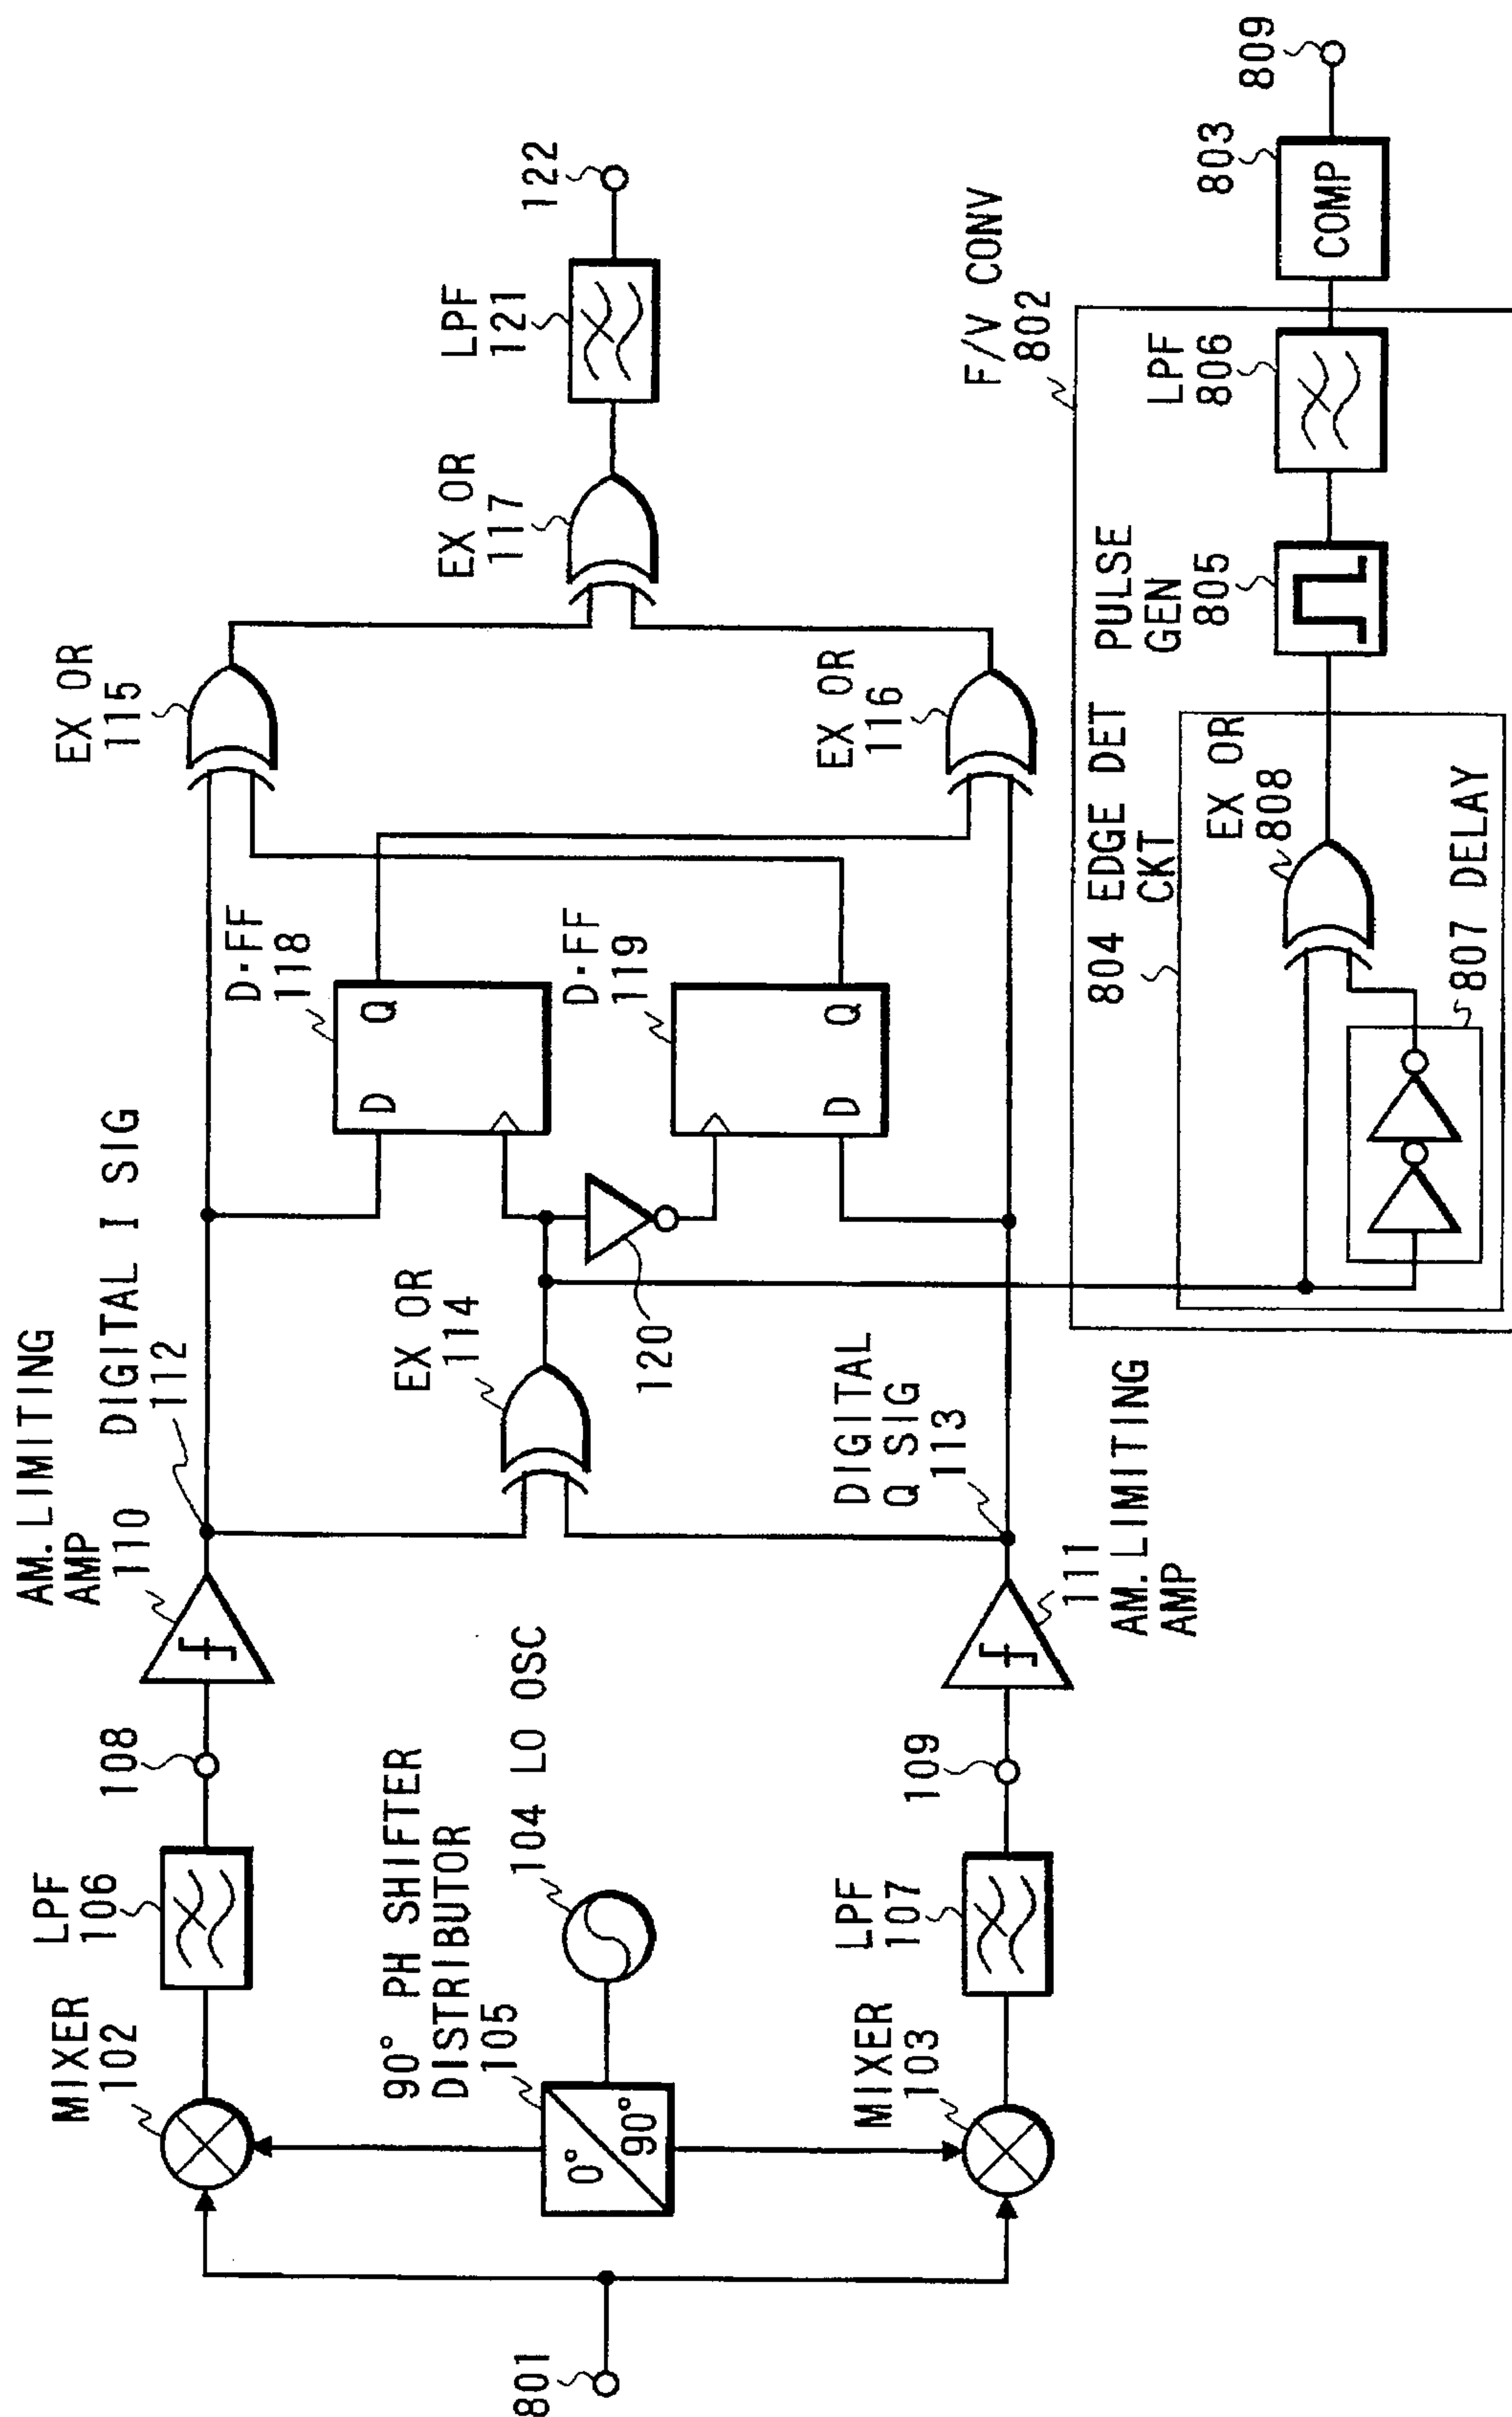 801
MIXER
102
LPF
106
108
AM.LIMITING
AMP
110
DIGITAL I SIG
112
90° PH SHIFTER
DISTRIBUTOR
105
0°
90°
104 LO OSC
MIXER
103
LPF
107
109
111
AM.LIMITING
AMP
DIGITAL
Q SIG
113
EX OR
114
120
D·FF
118
D
Q
D·FF
119
D
Q
EX OR
115
EX OR
116
EX OR
117
LPF
121
122
F/V CONV
802
804 EDGE DET
CKT
EX OR
808
807 DELAY
PULSE
GEN
805
LPF
806
803
COMP
809